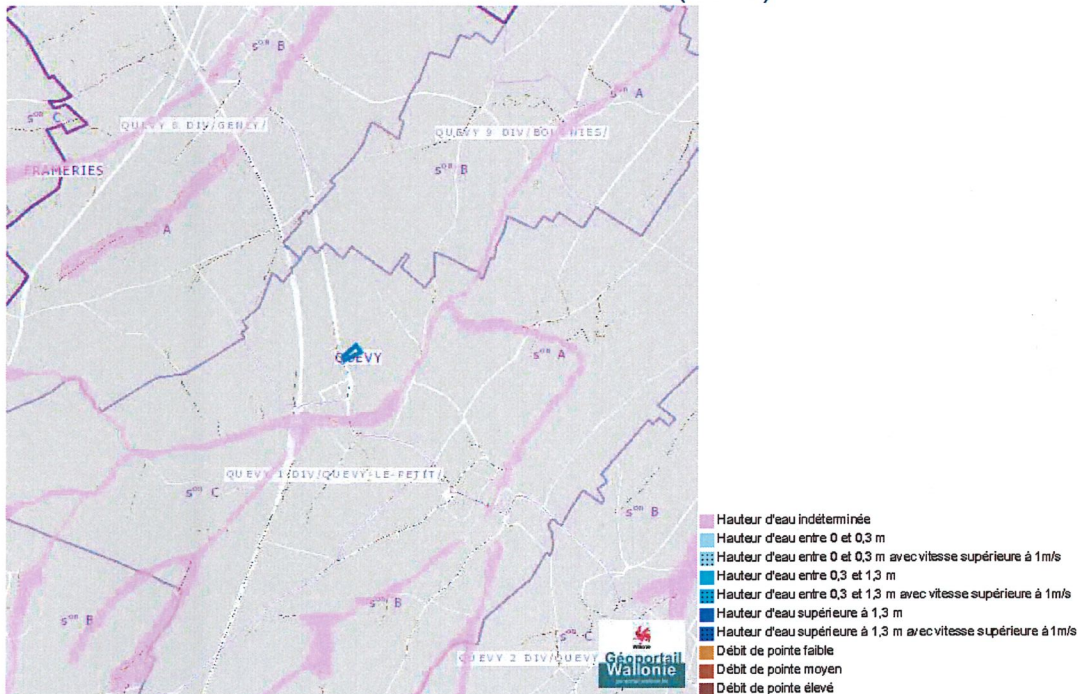 s°ⁿ B
s°ⁿ A
s°ⁿ C
QUEVY 8 DIV/GENLY/
QUEVY 9 DIV/BOUGNIES/
s°ⁿ B
FRAMERIES
A
QUEVY
s°ⁿ A
QUEVY 1 DIV/QUEVY-LE-PETIT/
s°ⁿ C
s°ⁿ B
s°ⁿ B
s°ⁿ B
s°ⁿ C
QUEVY 2 DIV/QUEVY
Géoportail
Wallonie
Hauteur d'eau indéterminée
Hauteur d'eau entre 0 et 0,3 m
Hauteur d'eau entre 0 et 0,3 m avec vitesse supérieure à 1m/s
Hauteur d'eau entre 0,3 et 1,3 m
Hauteur d'eau entre 0,3 et 1,3 m avec vitesse supérieure à 1m/s
Hauteur d'eau supérieure à 1,3 m
Hauteur d'eau supérieure à 1,3 m avec vitesse supérieure à 1m/s
Débit de pointe faible
Débit de pointe moyen
Débit de pointe élevé